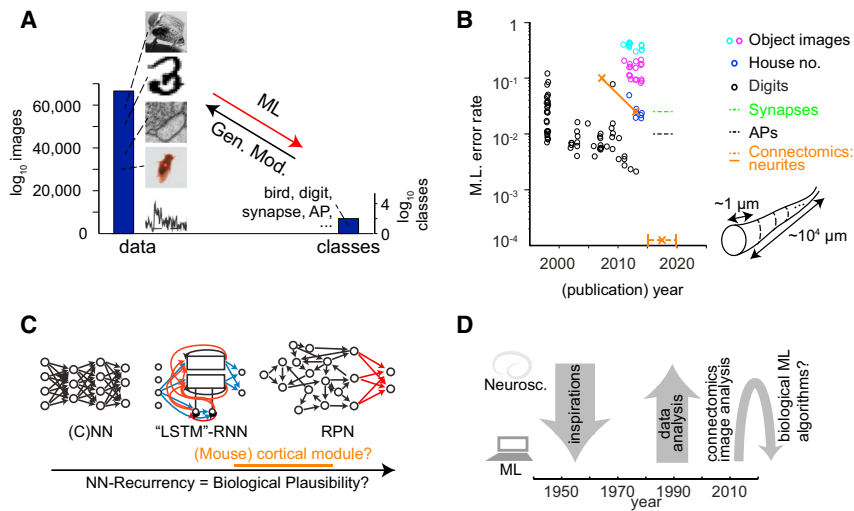 A
log10 images
60,000
40,000
20,000
0
ML
Gen. Mod.
bird, digit,
synapse, AP,
...
4
0
log10
classes
data
classes
B
M.L. error rate
1
10-1
10-2
10-3
10-4
2000
2010
2020
(publication) year
Object images
House no.
Digits
Synapses
APs
Connectomics:
neurites
~1 µm
~10⁴ µm
C
(C)NN
"LSTM"-RNN
RPN
(Mouse) cortical module?
NN-Recurrency = Biological Plausibility?
D
Neurosc.
ML
inspirations
data
analysis
connectomics
image analysis
biological ML
algorithms?
1950
1970
1990
2010
year